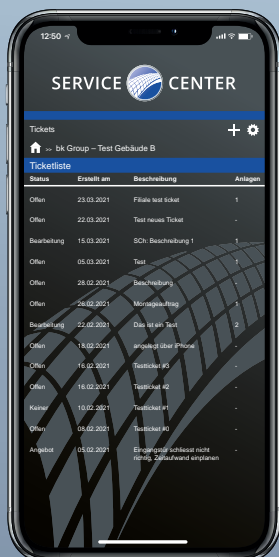 12:50
SERVICE CENTER
Tickets
>> bk Group – Test Gebäude B
Ticketliste
Status Erstellt am Beschreibung Anlagen
Offen 23.03.2021 Filiale test ticket 1
Offen 22.03.2021 Test neues Ticket -
Bearbeitung 15.03.2021 SCh: Beschreibung 1 1
Offen 05.03.2021 Test 1
Offen 28.02.2021 Beschreibung -
Offen 26.02.2021 Montageauftrag 1
Bearbeitung 22.02.2021 Das ist ein Test 2
Offen 18.02.2021 angelegt über iPhone -
Offen 16.02.2021 Testticket #3 -
Offen 16.02.2021 Testticket #2 -
Keiner 10.02.2021 Testticket #1 -
Offen 08.02.2021 Testticket #0 -
Angebot 05.02.2021 Eingangstür schliesst nicht -
richtig, Zeitaufwand einplanen